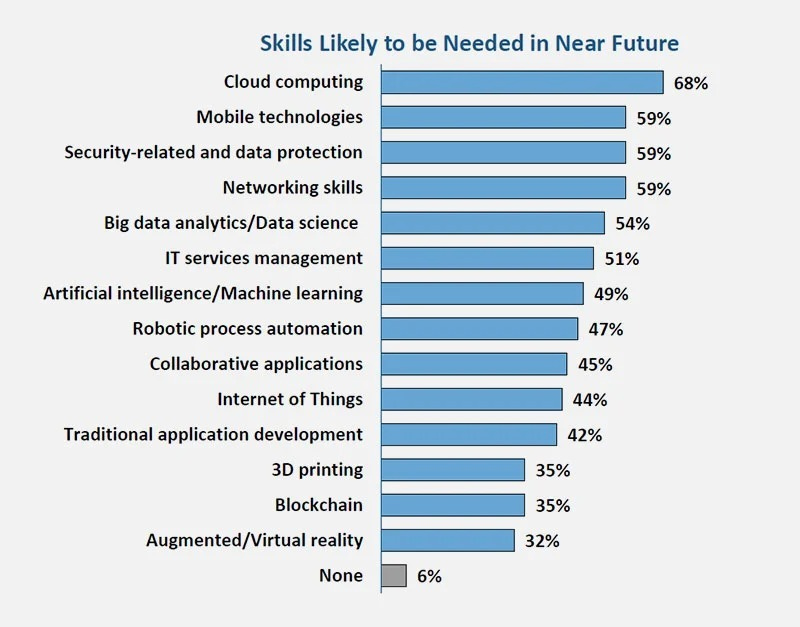 Skills Likely to be Needed in Near Future
Cloud computing 68%
Mobile technologies 59%
Security-related and data protection 59%
Networking skills 59%
Big data analytics/Data science 54%
IT services management 51%
Artificial intelligence/Machine learning 49%
Robotic process automation 47%
Collaborative applications 45%
Internet of Things 44%
Traditional application development 42%
3D printing 35%
Blockchain 35%
Augmented/Virtual reality 32%
None 6%